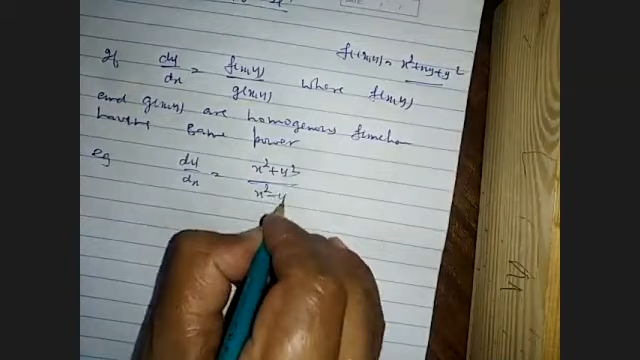 f(x,y) = x²+xy+y²
If dy/dx = f(x,y)/g(x,y) where f(x,y)
and g(x,y) are homogenous function
having same power
eg dy/dx = x²+y²/x²-y